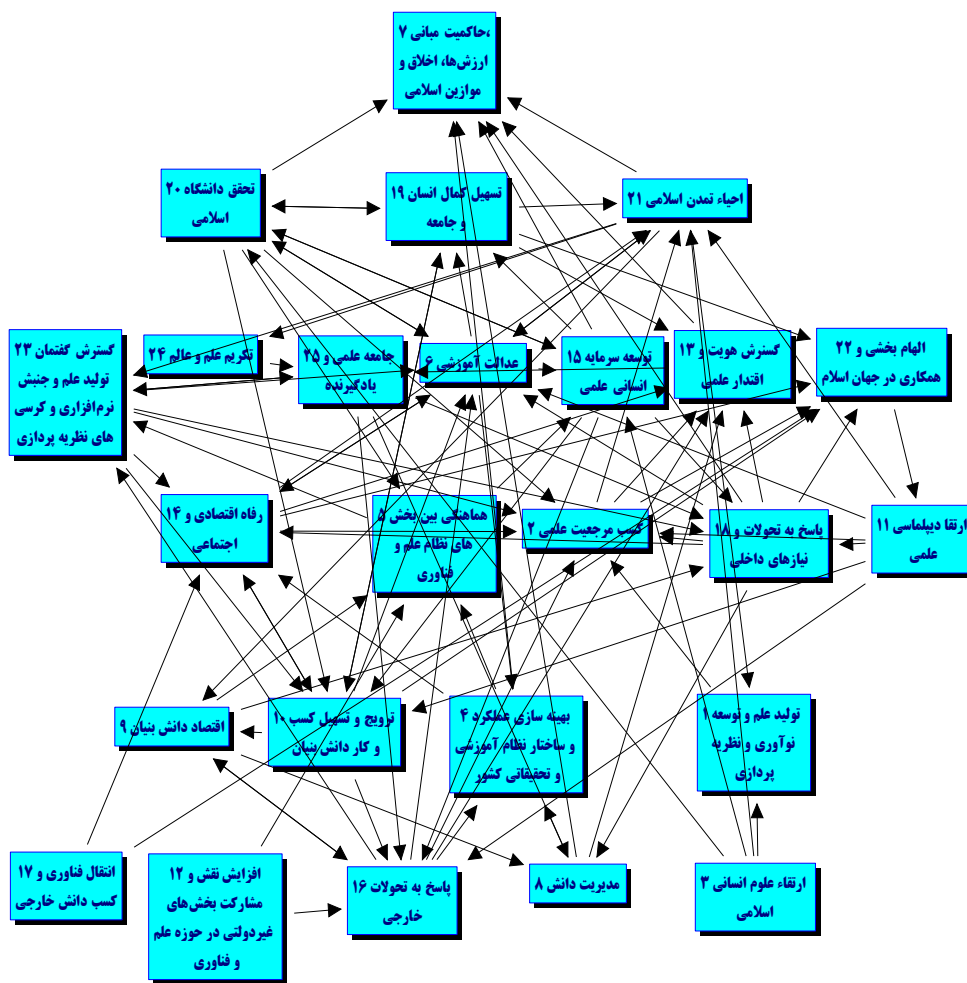 ۷ حاکمیت مبانی،
ارزش‌ها، اخلاق و
موازین اسلامی
۲۰ تحقق دانشگاه
اسلامی
۱۹ تسهیل کمال انسان
و جامعه
۲۱ احیاء تمدن اسلامی
۲۳ گسترش گفتمان
تولید علم و جنبش
نرم‌افزاری و کرسی
های نظریه پردازی
۲۴ تکریم علم و عالم
۲۵ جامعه علمی و
یادگیرنده
۶ عدالت آموزشی
۱۵ توسعه سرمایه
انسانی علمی
۱۳ گسترش هویت و
اقتدار علمی
۲۲ الهام بخشی و
همکاری در جهان اسلام
۱۴ رفاه اقتصادی و
اجتماعی
۵ هماهنگی بین بخش
های نظام علم و
فناوری
۲ کسب مرجعیت علمی
۱۸ پاسخ به تحولات و
نیازهای داخلی
۱۱ ارتقا دیپلماسی
علمی
۹ اقتصاد دانش بنیان
۱۰ ترویج و تسهیل کسب
و کار دانش بنیان
۴ بهینه سازی عملکرد
و ساختار نظام آموزشی
و تحقیقاتی کشور
۱ تولید علم و توسعه
نوآوری و نظریه
پردازی
۱۷ انتقال فناوری و
کسب دانش خارجی
۱۲ افزایش نقش و
مشارکت بخش‌های
غیردولتی در حوزه علم
و فناوری
۱۶ پاسخ به تحولات
خارجی
۸ مدیریت دانش
۳ ارتقاء علوم انسانی
اسلامی